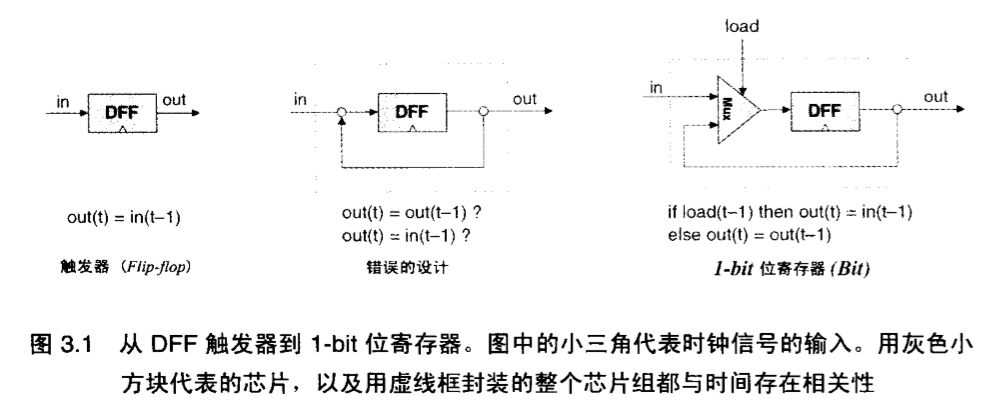 load
in
DFF
out
in
DFF
out
in
Mux
DFF
out
out(t) = in(t–1)
out(t) = out(t–1) ?
out(t) = in(t–1) ?
if load(t–1) then out(t) = in(t–1)
else out(t) = out(t–1)
触发器（Flip-flop）
错误的设计
1-bit 位寄存器 (Bit)
图 3.1 从 DFF 触发器到 1-bit 位寄存器。图中的小三角代表时钟信号的输入。用灰色小
方块代表的芯片，以及用虚线框封装的整个芯片组都与时间存在相关性